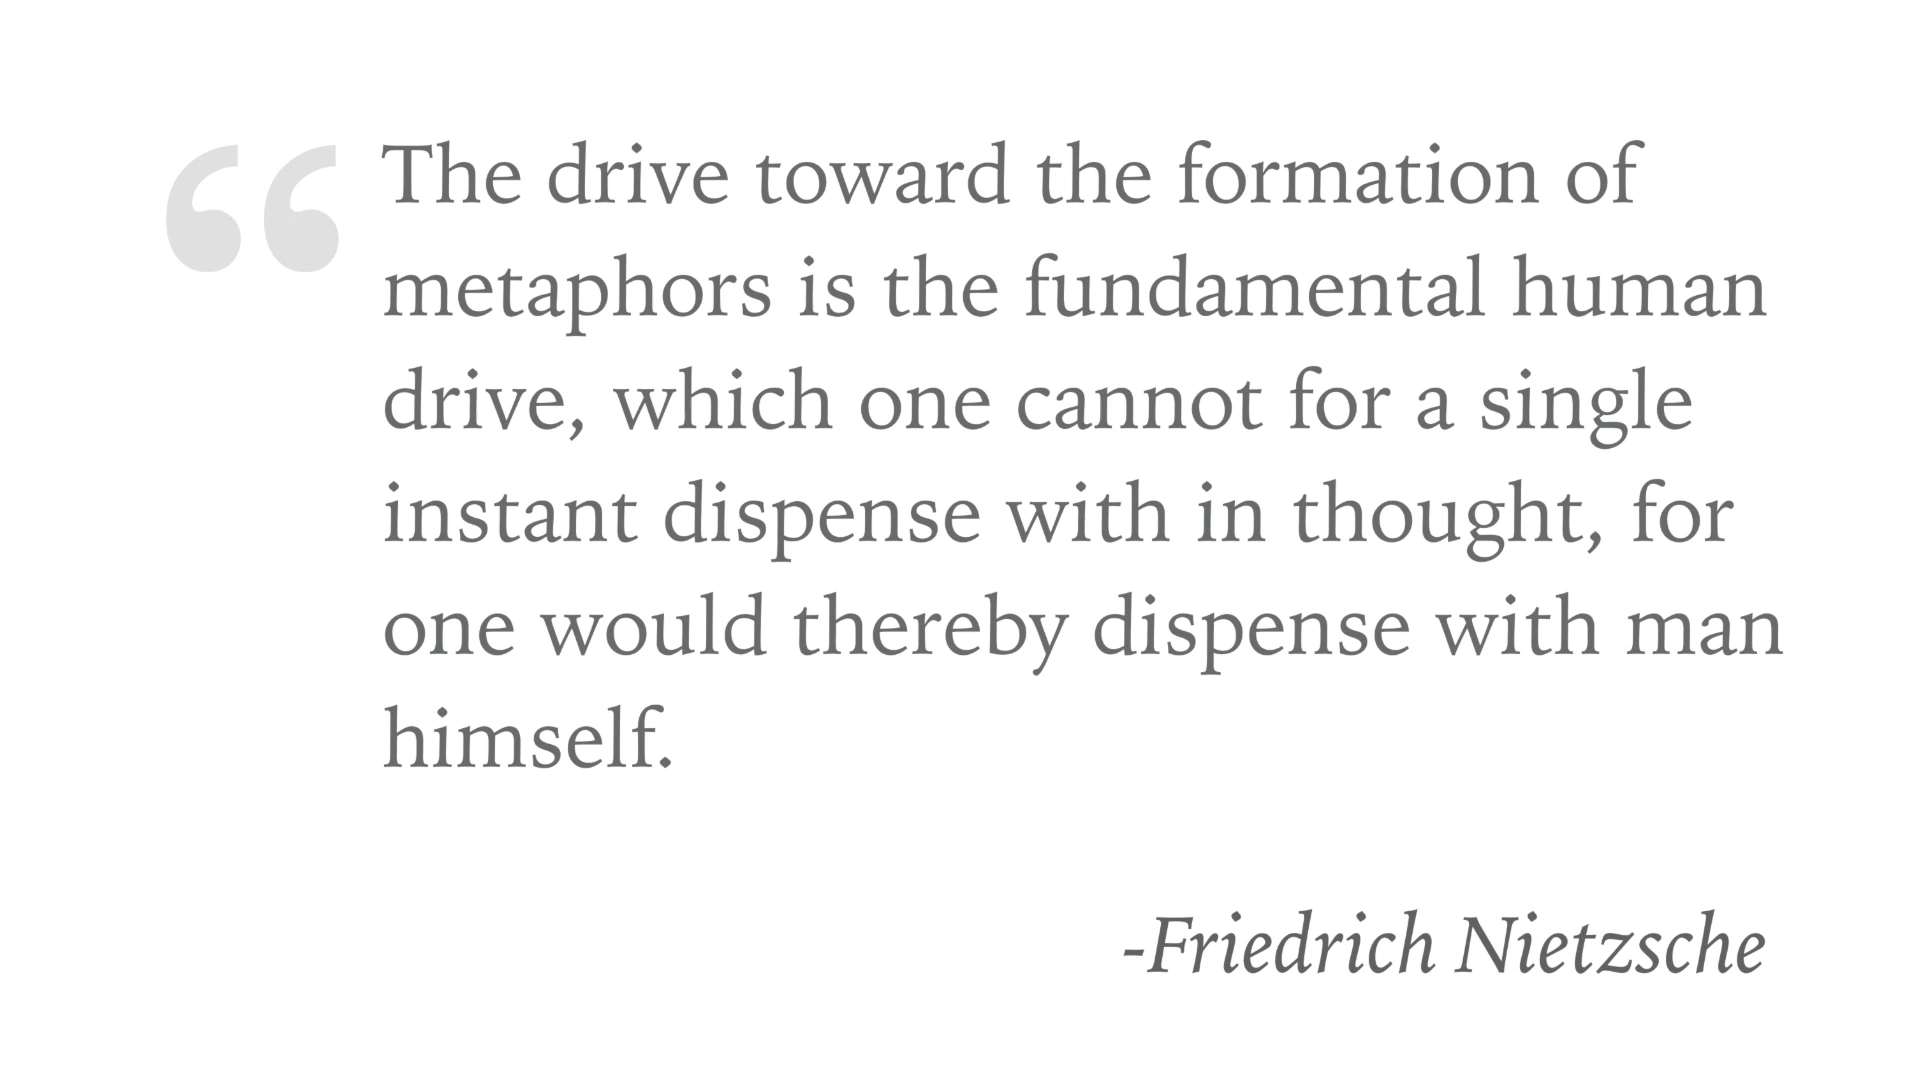 “The drive toward the formation of
metaphors is the fundamental human
drive, which one cannot for a single
instant dispense with in thought, for
one would thereby dispense with man
himself.
-Friedrich Nietzsche